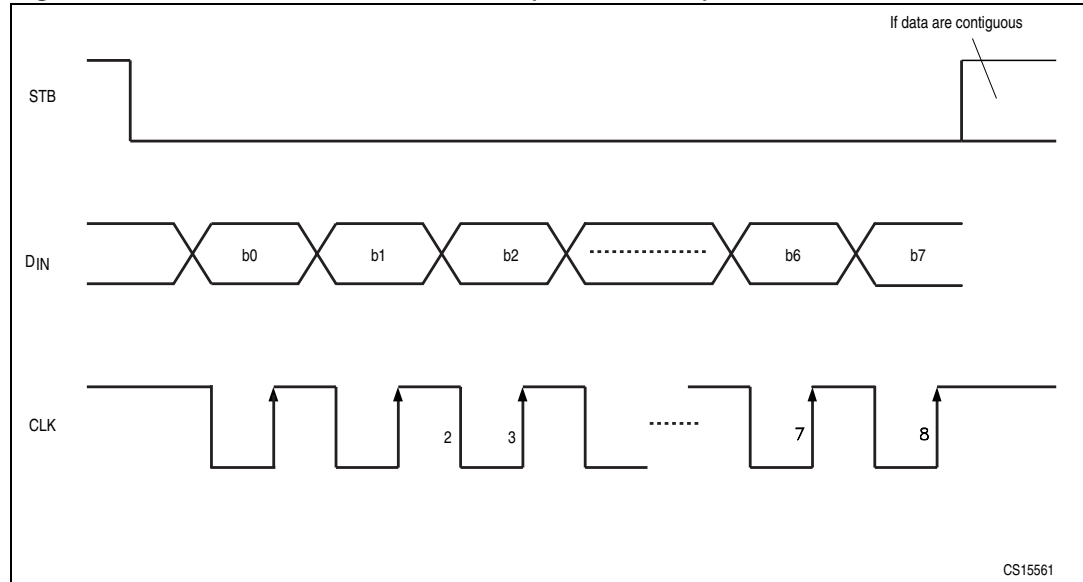 If data are contiguous
STB
DIN
b0 b1 b2 b6 b7
CLK
2 3 7 8
CS15561